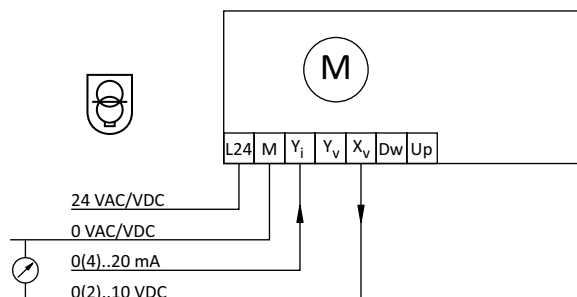 M
L24 M Yi Yv Xv Dw Up
24 VAC/VDC
0 VAC/VDC
0(4)..20 mA
0(2)..10 VDC